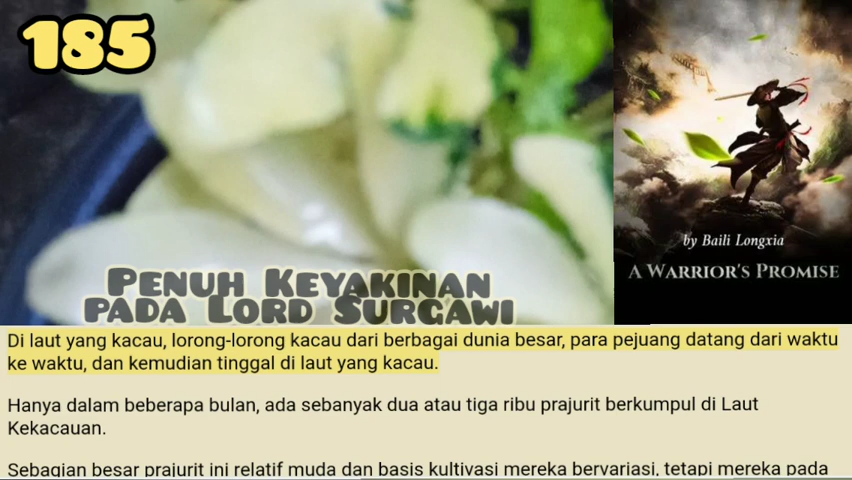 185
PENUH KEYAKINAN
PADA LORD SURGAWI
by Baili Longxia
A WARRIOR'S PROMISE
Di laut yang kacau, lorong-lorong kacau dari berbagai dunia besar, para pejuang datang dari waktu
ke waktu, dan kemudian tinggal di laut yang kacau.
Hanya dalam beberapa bulan, ada sebanyak dua atau tiga ribu prajurit berkumpul di Laut
Kekacauan.
Sebagian besar prajurit ini relatif muda dan basis kultivasi mereka bervariasi, tetapi mereka pada